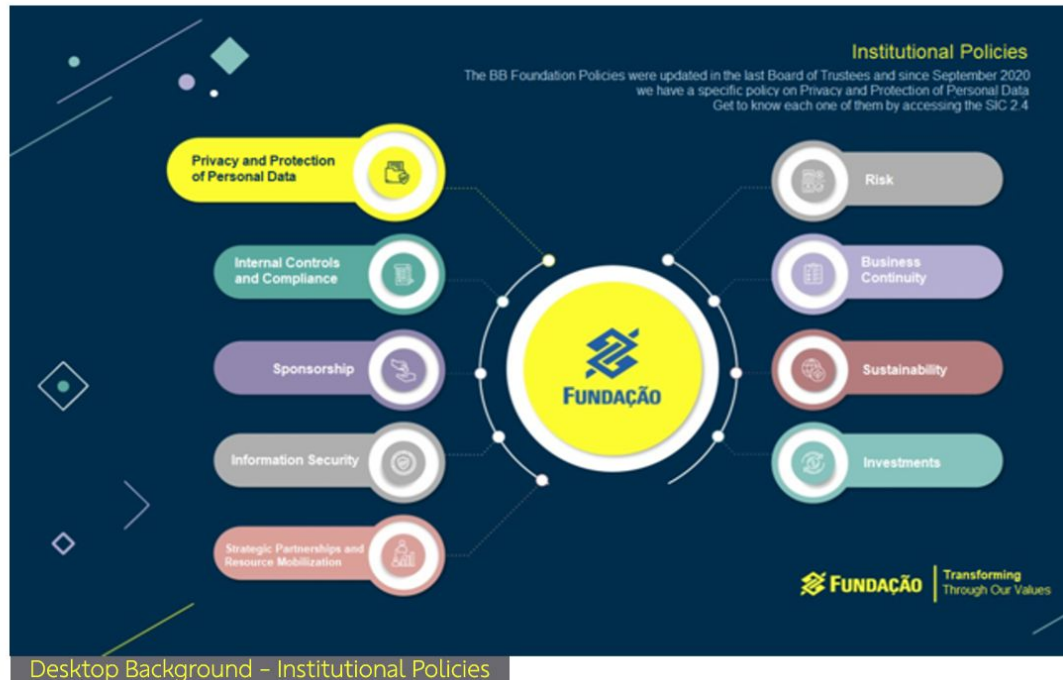 Institutional Policies
The BB Foundation Policies were updated in the last Board of Trustees and since September 2020
we have a specific policy on Privacy and Protection of Personal Data
Get to know each one of them by accessing the SIC 2.4
Privacy and Protection
of Personal Data
Internal Controls
and Compliance
Sponsorship
Information Security
Strategic Partnerships and
Resource Mobilization
FUNDAÇÃO
Risk
Business
Continuity
Sustainability
Investments
FUNDAÇÃO
Transforming
Through Our Values
Desktop Background – Institutional Policies